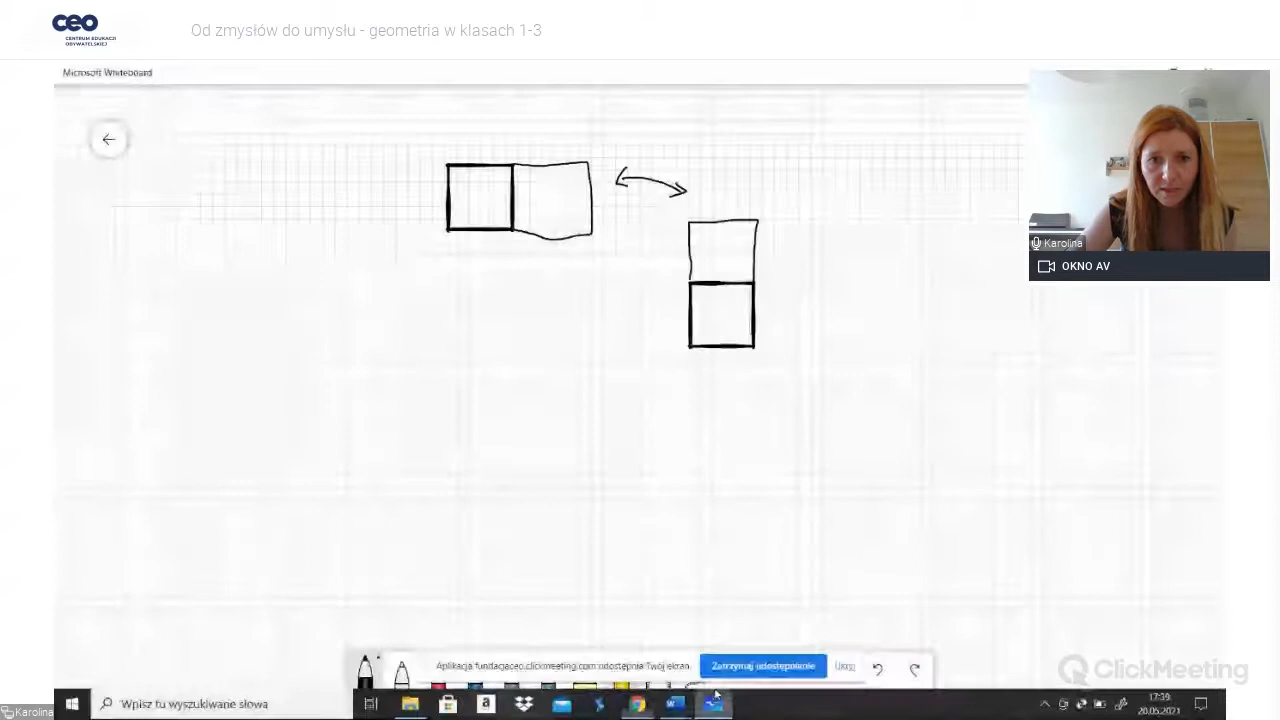 ceo
CENTRUM EDUKACJI
OBYWATELSKIEJ
Od zmysłów do umysłu - geometria w klasach 1-3
Microsoft Whiteboard
Karolina
OKNO AV
Aplikacja fundacjaceo.clickmeeting.com udostępnia Twój ekran.
Zatrzymaj udostępnianie
Ukryj
ClickMeeting
Wpisz tu wyszukiwane słowa
17:39
20.05.2021
Karolina